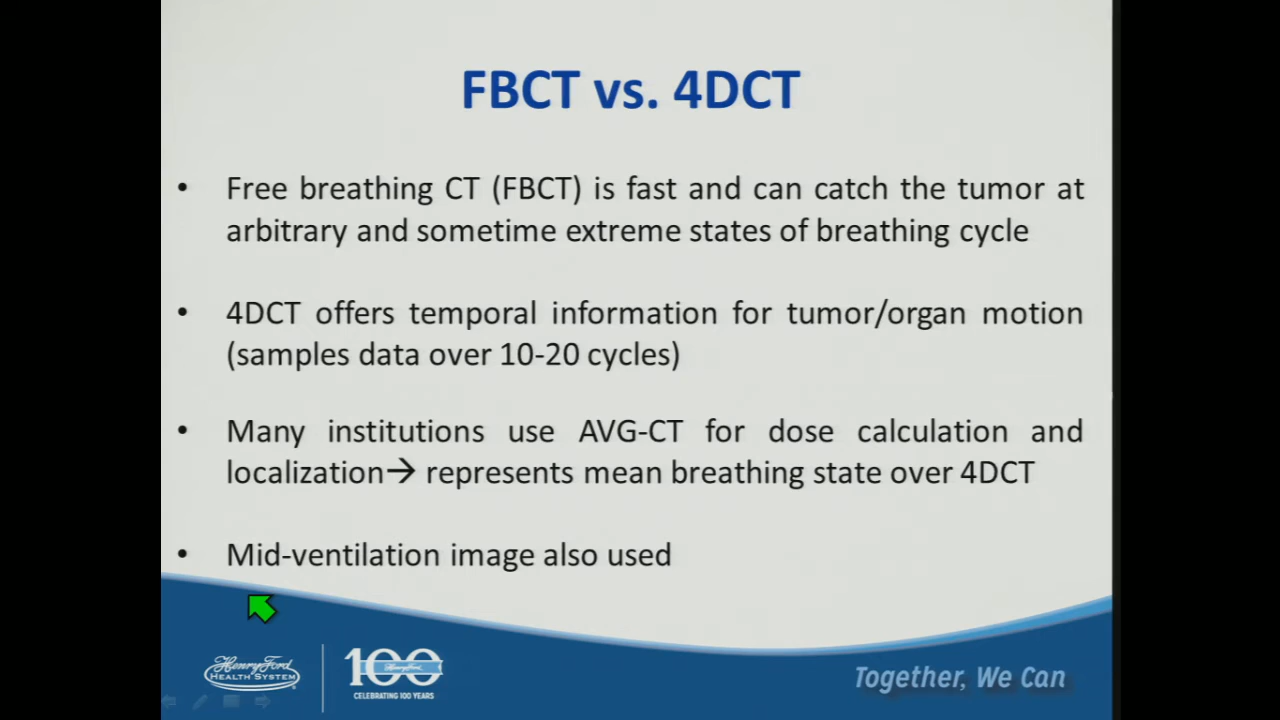 FBCT vs. 4DCT
• Free breathing CT (FBCT) is fast and can catch the tumor at
arbitrary and sometime extreme states of breathing cycle
• 4DCT offers temporal information for tumor/organ motion
(samples data over 10-20 cycles)
• Many institutions use AVG-CT for dose calculation and
localization→ represents mean breathing state over 4DCT
• Mid-ventilation image also used
Henry Ford
HEALTH SYSTEM
100
Henry Ford
CELEBRATING 100 YEARS
Together, We Can